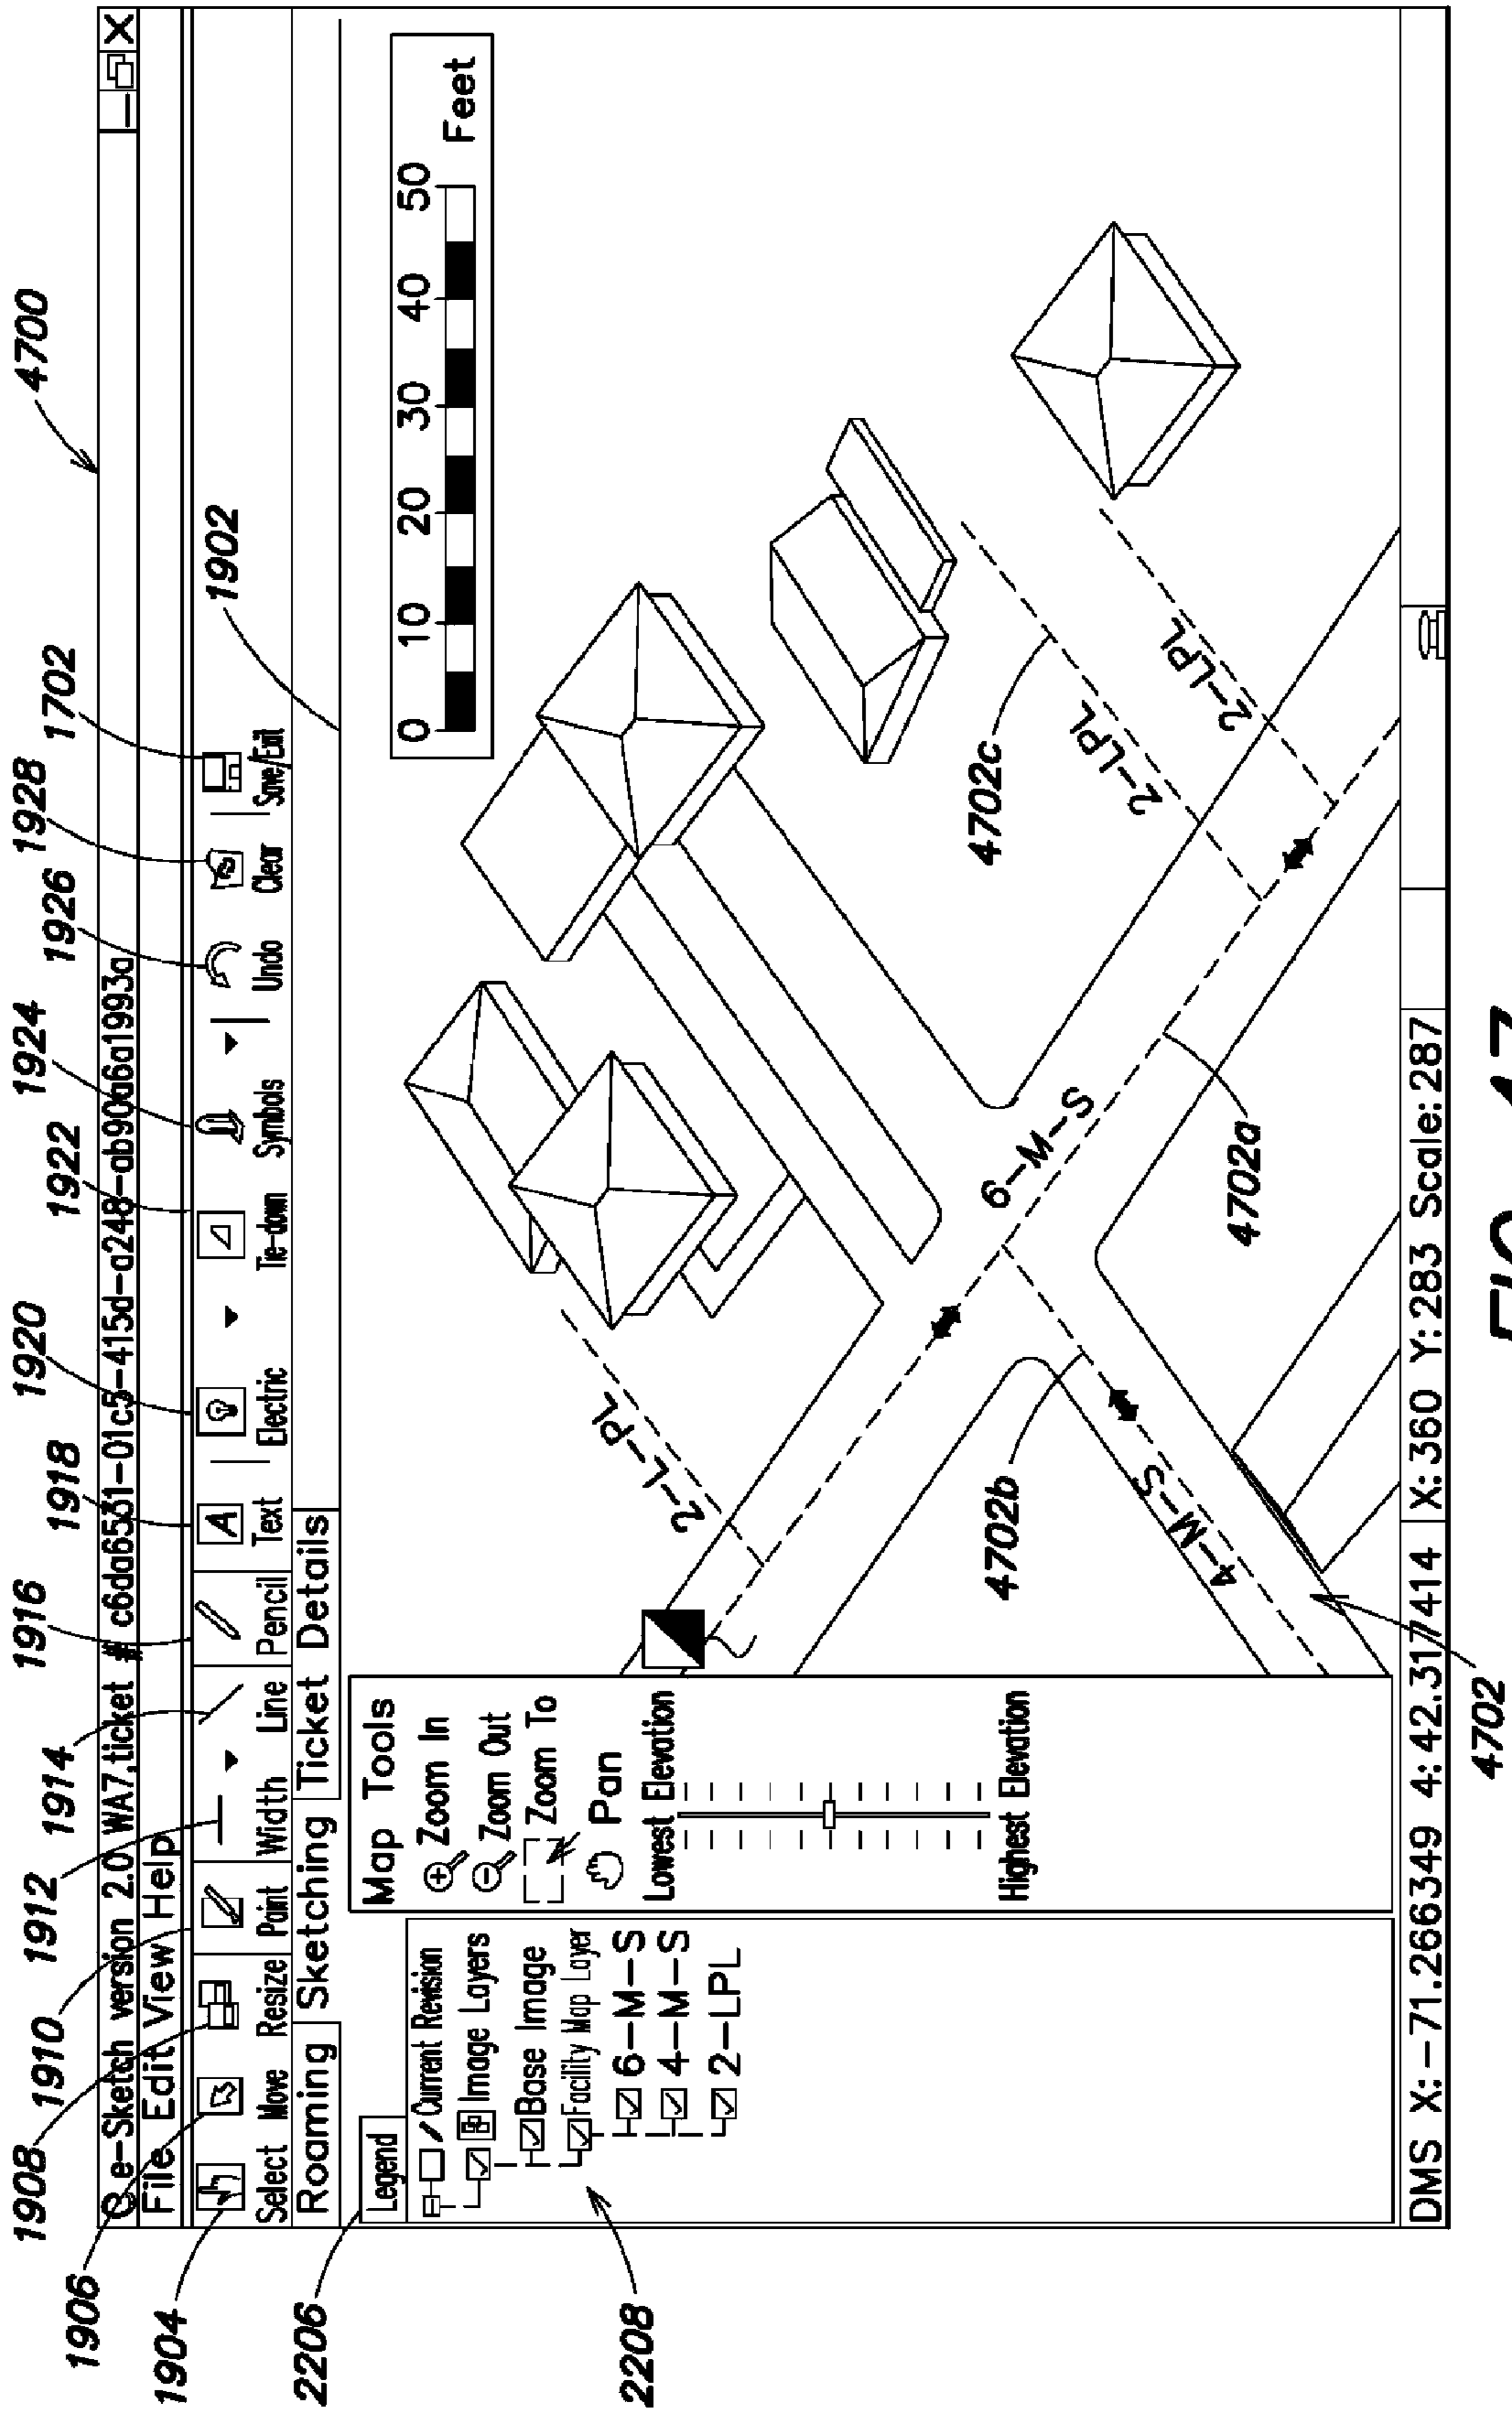 4700
1908 1910 1912 1914 1916 1918 1920 1922 1924 1926 1928 1702
1906
1904
e-Sketch version 2.0 WA7,ticket # c6da6531-01c5-415d-a248-ab90a6a1993a
File Edit View Help
Select Move Resize Paint Width Line Pencil Text Electric Tie-down Symbols Undo Clear Save/Exit
Roaming Sketching Ticket Details
1902
2206
Legend
Current Revision
Image Layers
Base Image
Facility Map Layer
6-M-S
4-M-S
2-LPL
2208
Map Tools
Zoom In
Zoom Out
Zoom To
Pan
Lowest Elevation
Highest Elevation
0 10 20 30 40 50
Feet
2-L-PL
6-M-S
4-M-S
2-LPL
2-LPL
4702c
4702a
4702b
DMS X:-71.266349 4:42.317414 X:360 Y:283 Scale:287
4702
FIG. 47